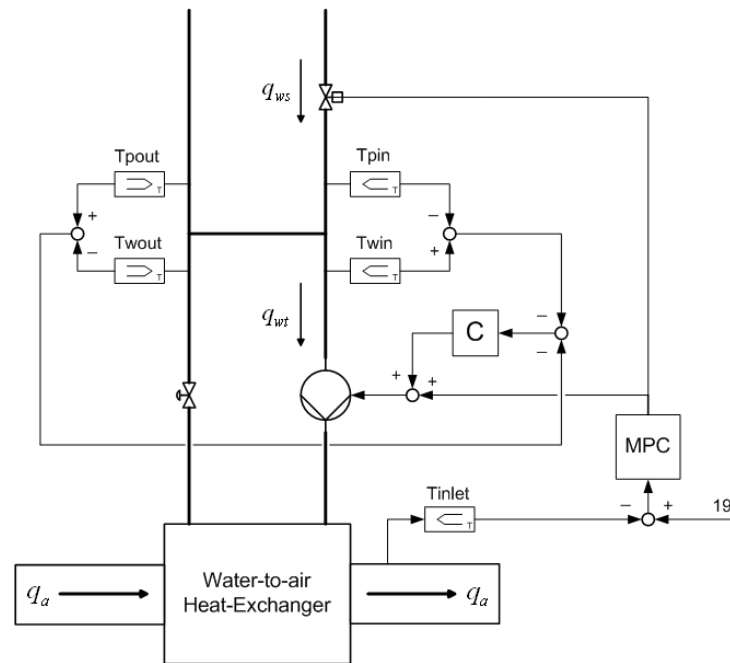 q_ws
Tpout
Tpin
T
T
+
−
Twout
Twin
−
+
T
T
−
q_wt
C
−
+
+
MPC
Tinlet
−
+
19
T
Water-to-air
Heat-Exchanger
q_a
q_a